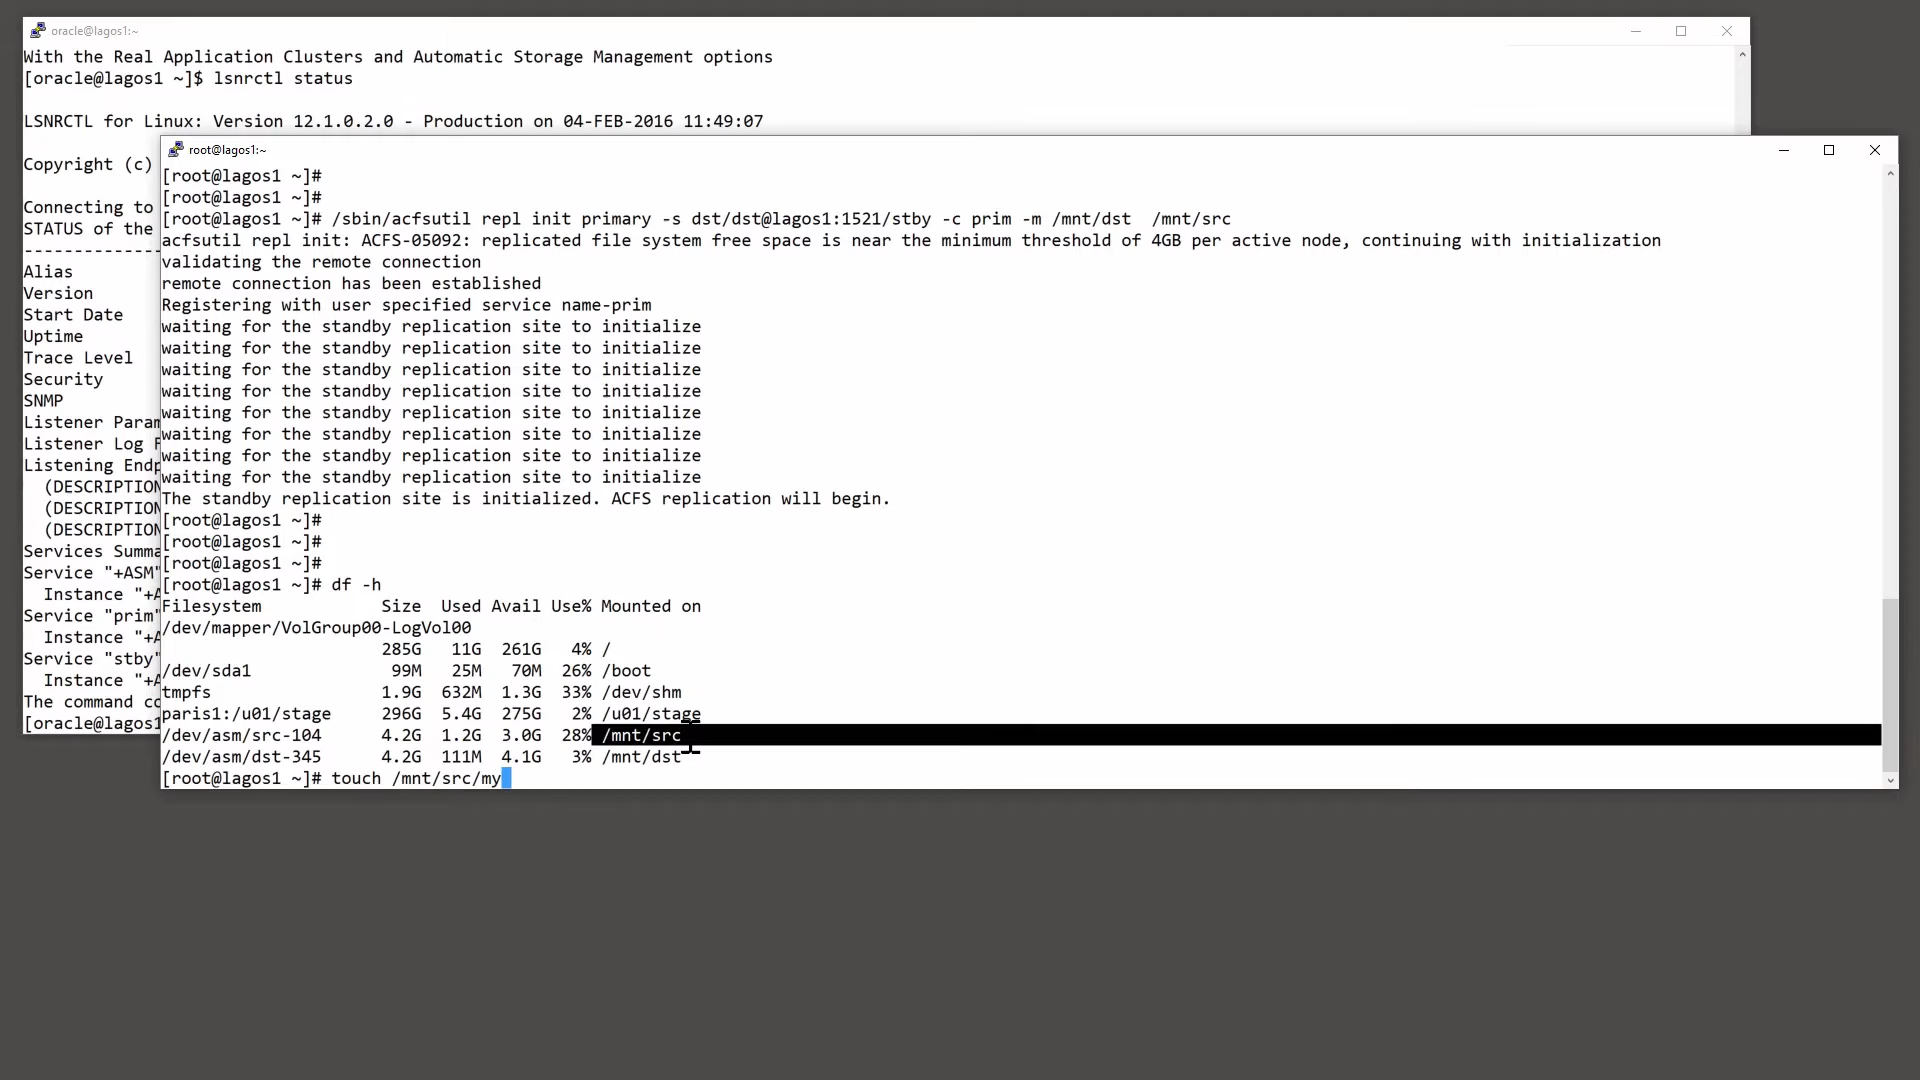 oracle@lagos1:~
With the Real Application Clusters and Automatic Storage Management options
[oracle@lagos1 ~]$ lsnrctl status
LSNRCTL for Linux: Version 12.1.0.2.0 - Production on 04-FEB-2016 11:49:07
Copyright (c)
Connecting to
STATUS of the
Alias
Version
Start Date
Uptime
Trace Level
Security
SNMP
Listener Param
Listener Log F
Listening Endp
(DESCRIPTION
(DESCRIPTION
(DESCRIPTION
Services Summa
Service "+ASM"
Instance "+A
Service "prim"
Instance "+A
Service "stby"
Instance "+A
The command co
[oracle@lagos1
root@lagos1:~
[root@lagos1 ~]#
[root@lagos1 ~]#
[root@lagos1 ~]# /sbin/acfsutil repl init primary -s dst/dst@lagos1:1521/stby -c prim -m /mnt/dst  /mnt/src
acfsutil repl init: ACFS-05092: replicated file system free space is near the minimum threshold of 4GB per active node, continuing with initialization
validating the remote connection
remote connection has been established
Registering with user specified service name-prim
waiting for the standby replication site to initialize
waiting for the standby replication site to initialize
waiting for the standby replication site to initialize
waiting for the standby replication site to initialize
waiting for the standby replication site to initialize
waiting for the standby replication site to initialize
waiting for the standby replication site to initialize
waiting for the standby replication site to initialize
The standby replication site is initialized. ACFS replication will begin.
[root@lagos1 ~]#
[root@lagos1 ~]#
[root@lagos1 ~]#
[root@lagos1 ~]# df -h
Filesystem            Size  Used Avail Use% Mounted on
/dev/mapper/VolGroup00-LogVol00
285G   11G  261G   4% /
/dev/sda1              99M   25M   70M  26% /boot
tmpfs                 1.9G  632M  1.3G  33% /dev/shm
paris1:/u01/stage     296G  5.4G  275G   2% /u01/stage
/dev/asm/src-104      4.2G  1.2G  3.0G  28% /mnt/src
/dev/asm/dst-345      4.2G  111M  4.1G   3% /mnt/dst
[root@lagos1 ~]# touch /mnt/src/my